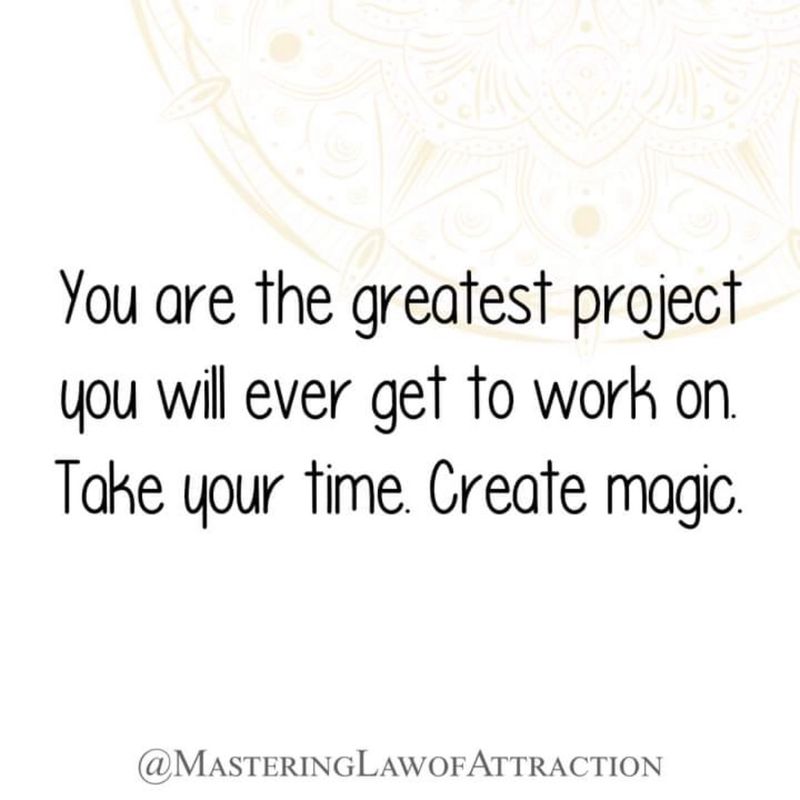 You are the greatest project
you will ever get to work on.
Take your time. Create magic.
@MasteringLawofAttraction